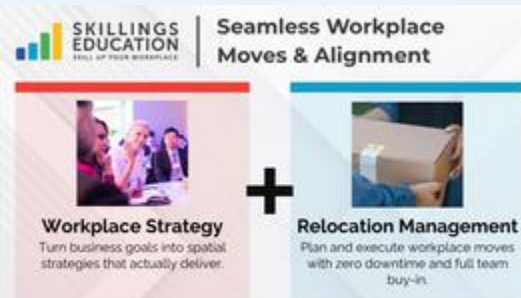 SKILLINGS
EDUCATION
SKILL UP YOUR WORKPLACE
Seamless Workplace
Moves & Alignment
Workplace Strategy
Turn business goals into spatial
strategies that actually deliver.
+
Relocation Management
Plan and execute workplace moves
with zero downtime and full team
buy-in.